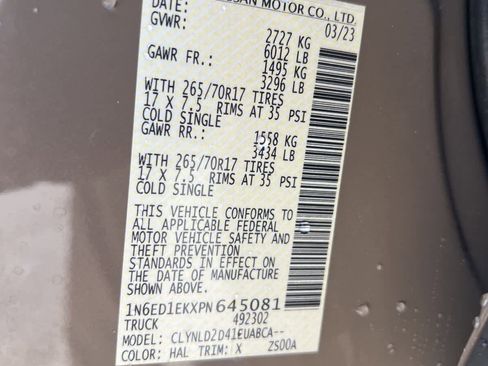 SSAN MOTOR CO., LTD.
DATE: 03/23
GVWR:
2727 KG
6012 LB
GAWR FR.: 1495 KG
3296 LB
WITH 265/70R17 TIRES
17 X 7.5 RIMS AT 35 PSI
COLD SINGLE
GAWR RR.: 1558 KG
3434 LB
WITH 265/70R17 TIRES
17 X 7.5 RIMS AT 35 PSI
COLD SINGLE
THIS VEHICLE CONFORMS TO
ALL APPLICABLE FEDERAL
MOTOR VEHICLE SAFETY AND
THEFT PREVENTION
STANDARDS IN EFFECT ON
THE DATE OF MANUFACTURE
SHOWN ABOVE.
1N6ED1EKXPN645081
TRUCK 492302
MODEL: CLYNLD2D41EUABCA--
COLOR: HAL TRIM: X Z500A